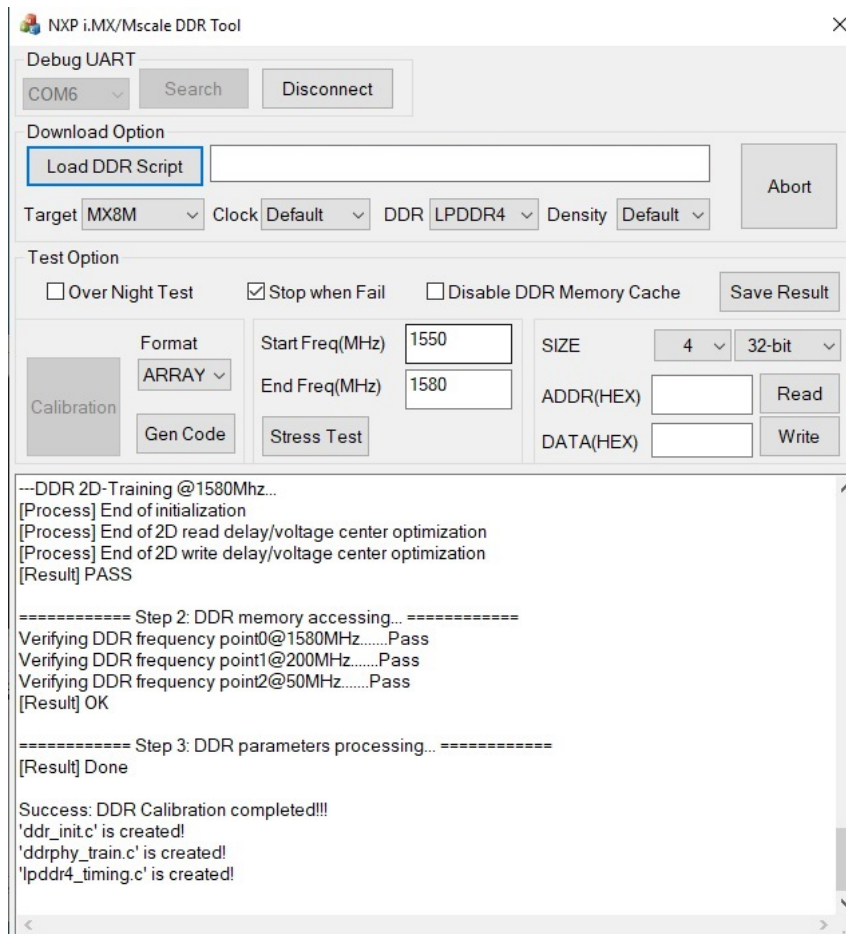 NXP i.MX/Mscale DDR Tool
Debug UART
COM6 Search Disconnect
Download Option
Load DDR Script
Abort
Target MX8M Clock Default DDR LPDDR4 Density Default
Test Option
Over Night Test Stop when Fail Disable DDR Memory Cache Save Result
Format
ARRAY
Calibration
Gen Code
Start Freq(MHz) 1550
End Freq(MHz) 1580
Stress Test
SIZE 4 32-bit
ADDR(HEX) Read
DATA(HEX) Write
---DDR 2D-Training @1580Mhz...
[Process] End of initialization
[Process] End of 2D read delay/voltage center optimization
[Process] End of 2D write delay/voltage center optimization
[Result] PASS
============ Step 2: DDR memory accessing... ============
Verifying DDR frequency point0@1580MHz.......Pass
Verifying DDR frequency point1@200MHz.......Pass
Verifying DDR frequency point2@50MHz.......Pass
[Result] OK
============ Step 3: DDR parameters processing... ============
[Result] Done
Success: DDR Calibration completed!!!
'ddr_init.c' is created!
'ddrphy_train.c' is created!
'lpddr4_timing.c' is created!